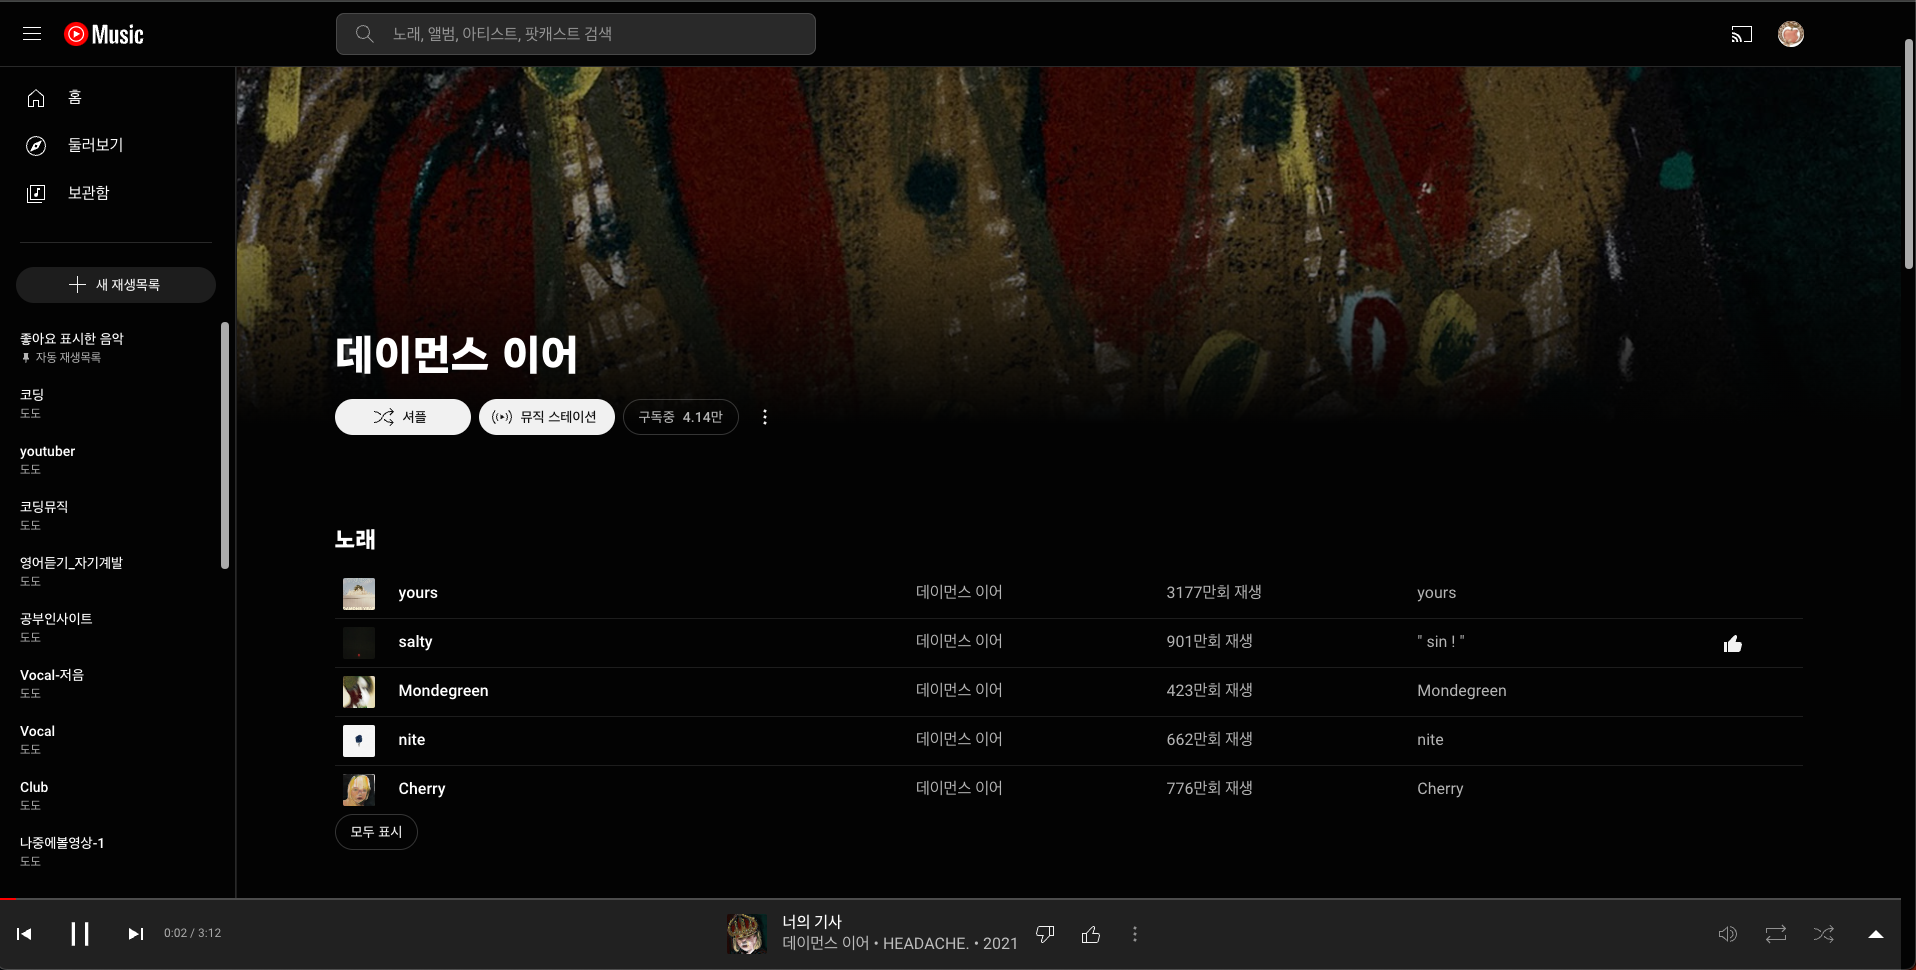 Music
노래, 앨범, 아티스트, 팟캐스트 검색
홈
둘러보기
보관함
새 재생목록
좋아요 표시한 음악
자동 재생목록
코딩
도도
youtuber
도도
코딩뮤직
도도
영어듣기_자기계발
도도
공부인사이트
도도
Vocal-저음
도도
Vocal
도도
Club
도도
나중에볼영상-1
도도
데이먼스 이어
셔플
뮤직 스테이션
구독중 4.14만
노래
yours 데이먼스 이어 3177만회 재생 yours
salty 데이먼스 이어 901만회 재생 " sin ! "
Mondegreen 데이먼스 이어 423만회 재생 Mondegreen
nite 데이먼스 이어 662만회 재생 nite
Cherry 데이먼스 이어 776만회 재생 Cherry
모두 표시
0:02 / 3:12
너의 기사
데이먼스 이어 • HEADACHE. • 2021